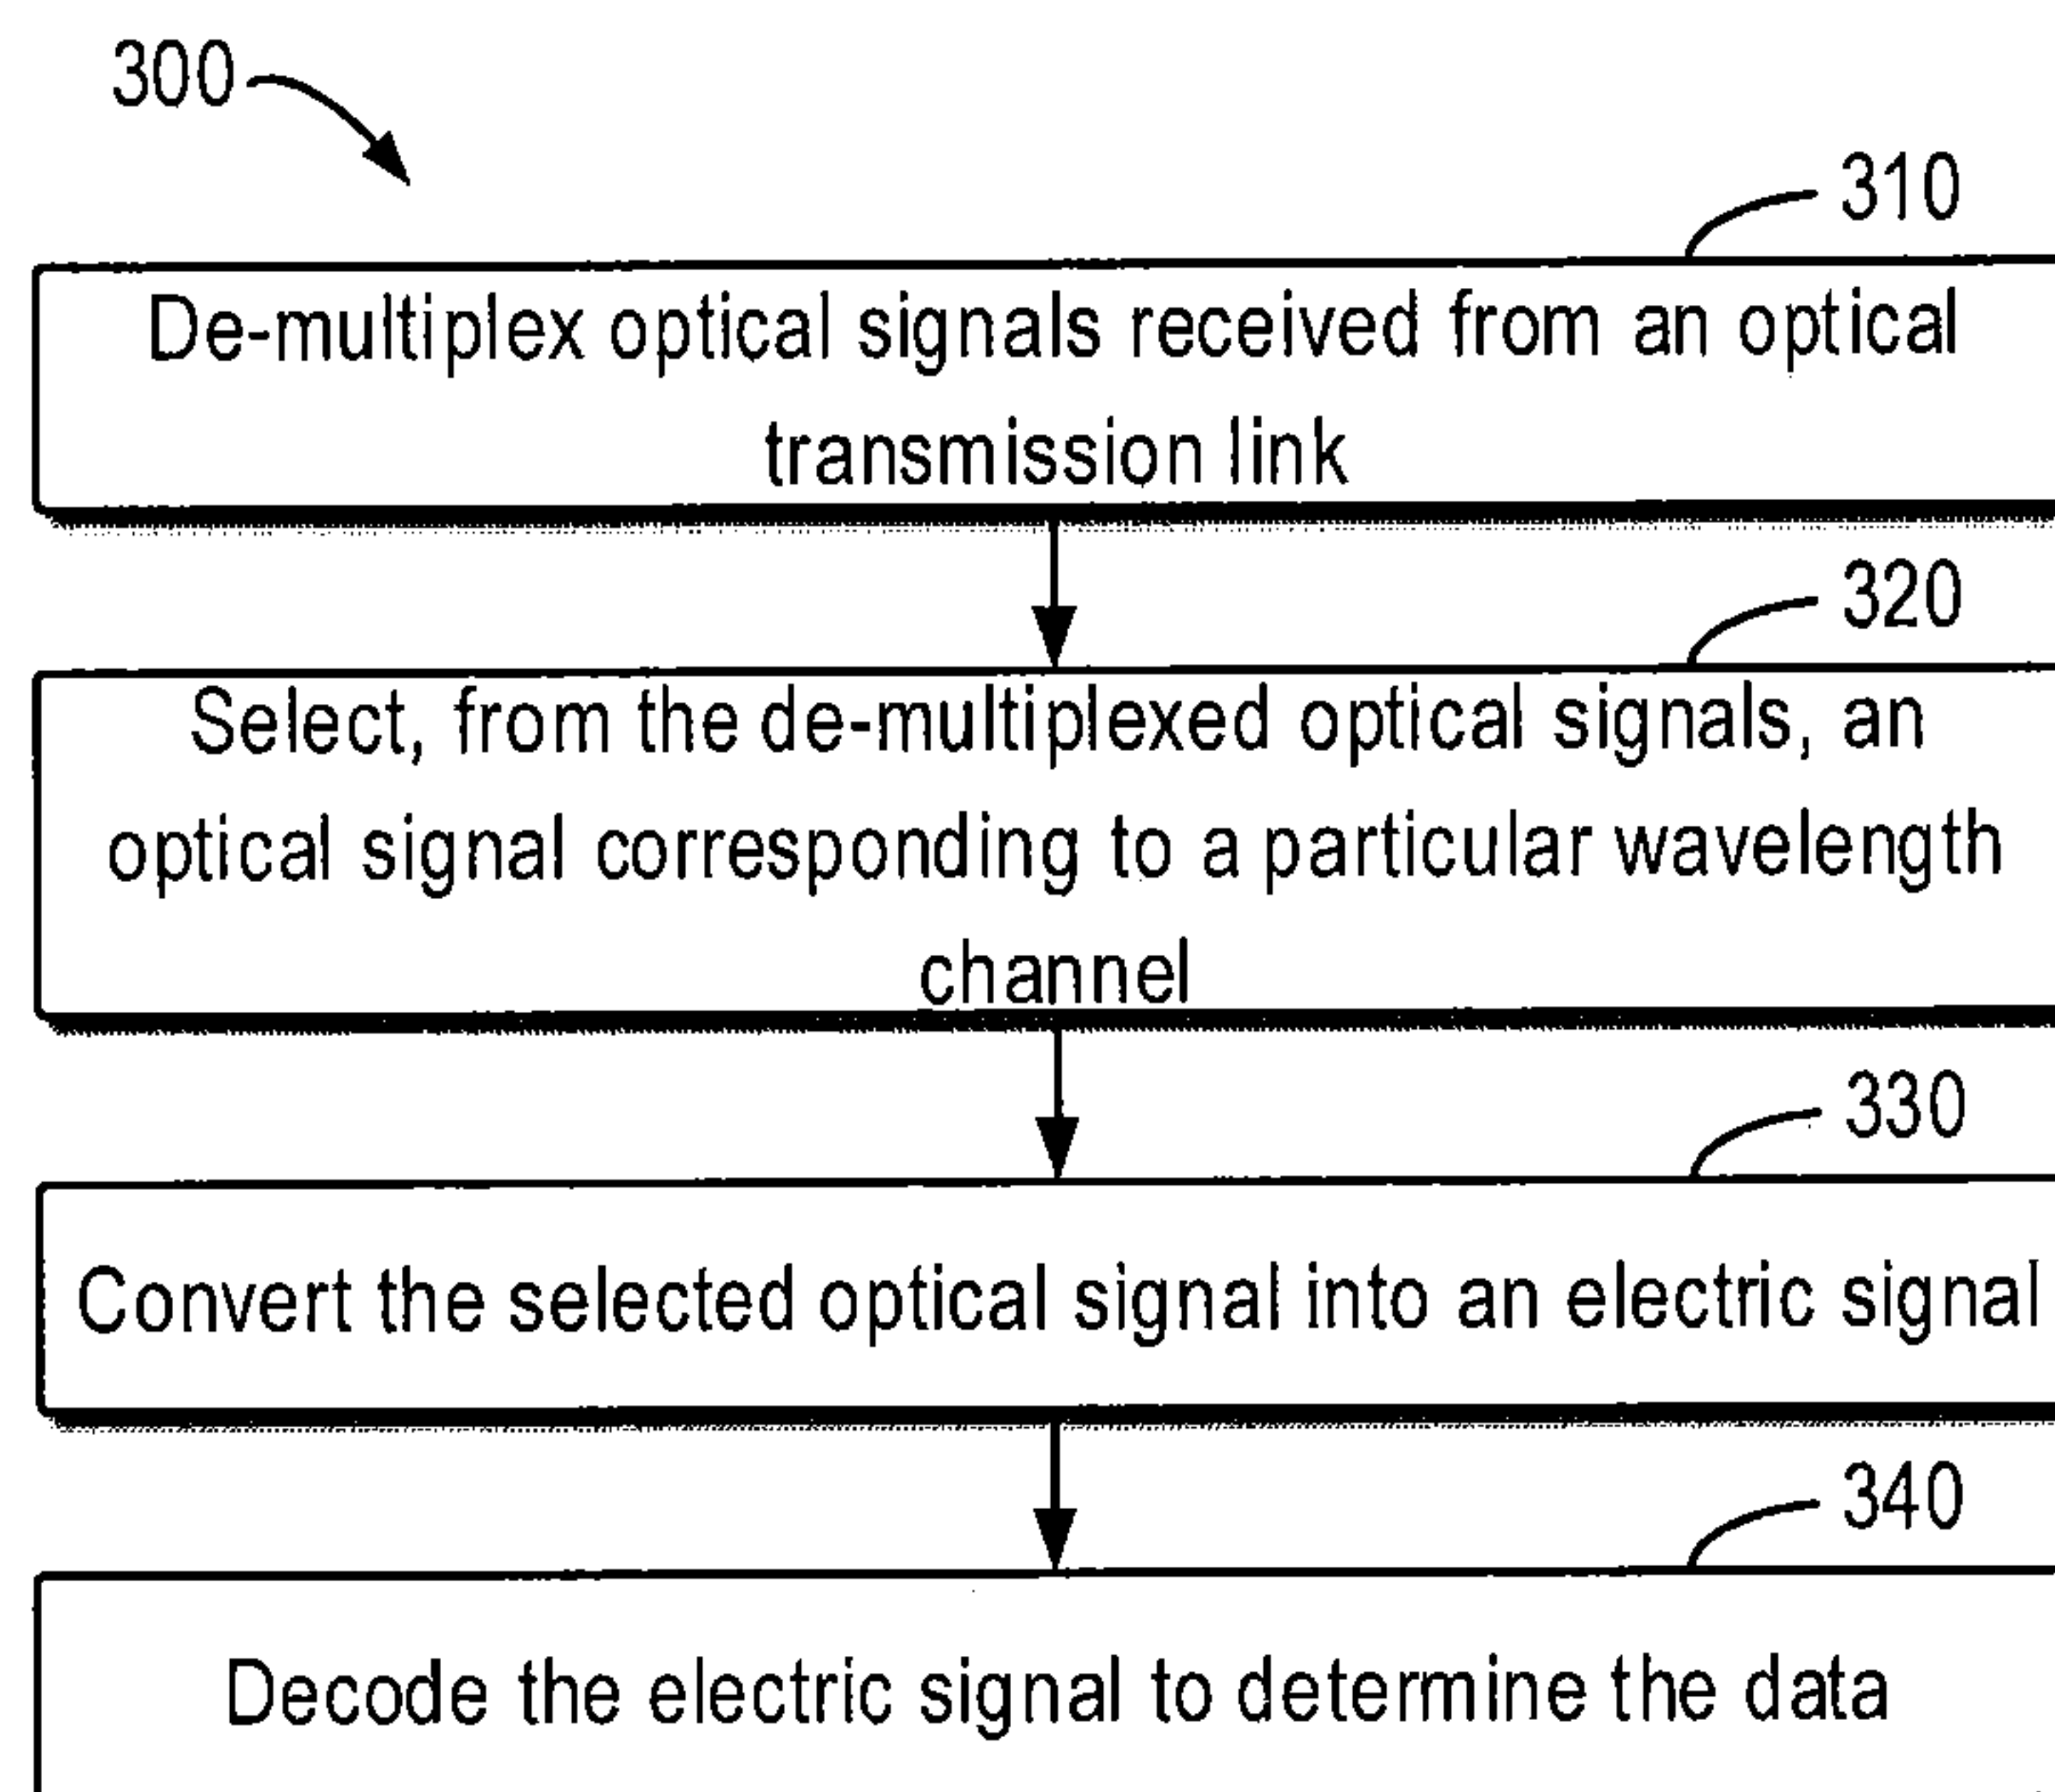 300
310
De-multiplex optical signals received from an optical
transmission link
320
Select, from the de-multiplexed optical signals, an
optical signal corresponding to a particular wavelength
channel
330
Convert the selected optical signal into an electric signal
340
Decode the electric signal to determine the data